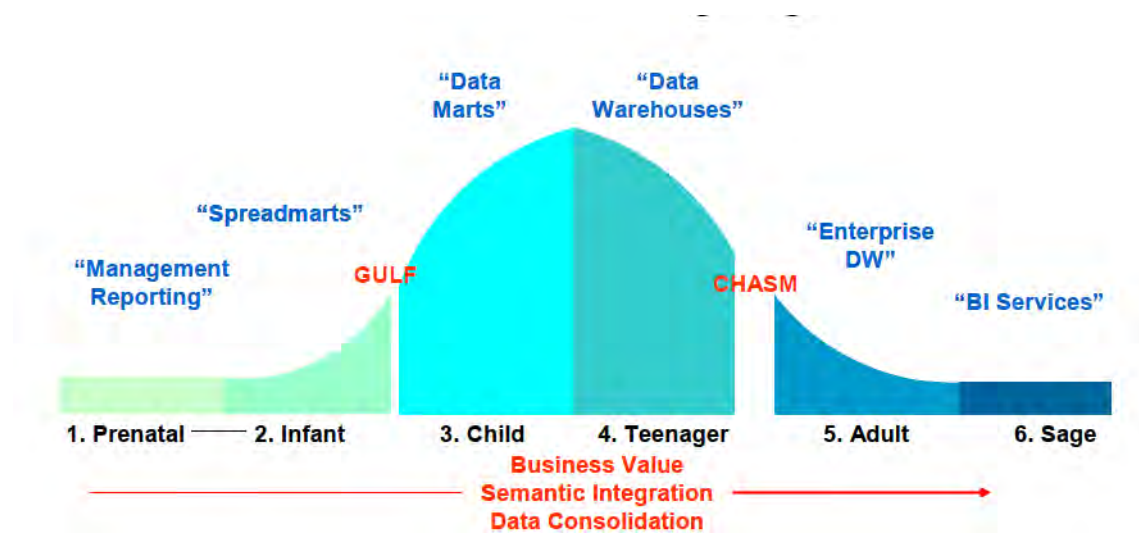 “Data
Marts”
“Data
Warehouses”
“Spreadmarts”
“Management
Reporting”
GULF
CHASM
“Enterprise
DW”
“BI Services”
1. Prenatal
2. Infant
3. Child
4. Teenager
5. Adult
6. Sage
Business Value
Semantic Integration
Data Consolidation